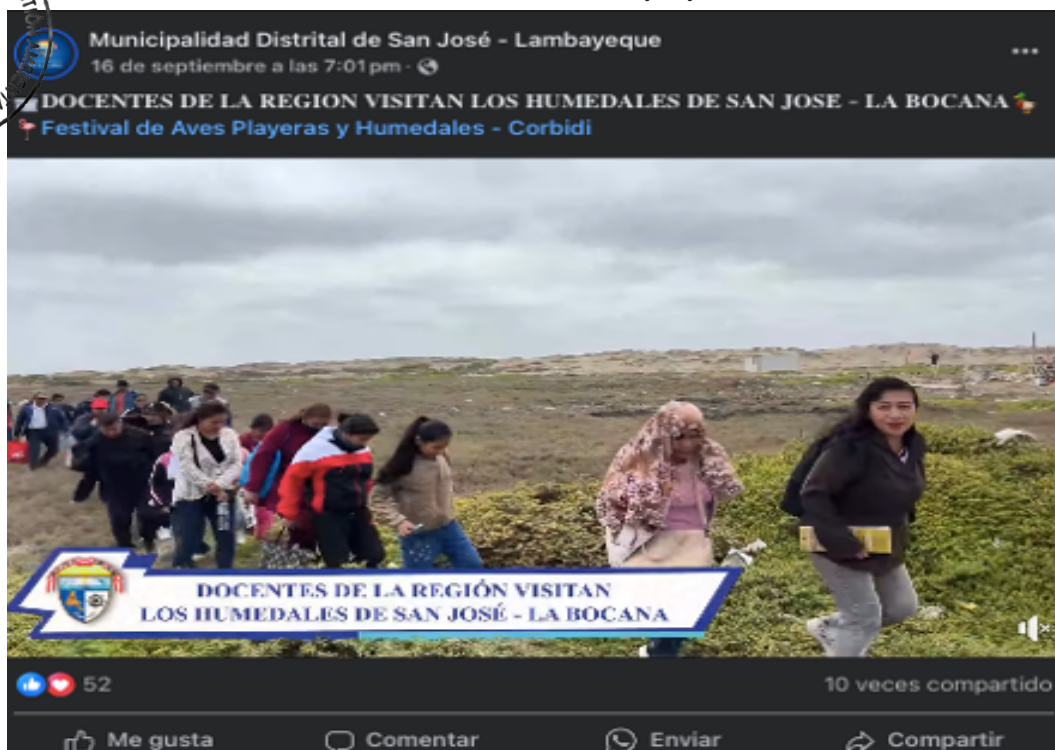 Municipalidad Distrital de San José - Lambayeque
16 de septiembre a las 7:01 pm ·
DOCENTES DE LA REGION VISITAN LOS HUMEDALES DE SAN JOSE - LA BOCANA
Festival de Aves Playeras y Humedales - Corbidi
DOCENTES DE LA REGIÓN VISITAN
LOS HUMEDALES DE SAN JOSÉ - LA BOCANA
52
10 veces compartido
Me gusta
Comentar
Enviar
Compartir